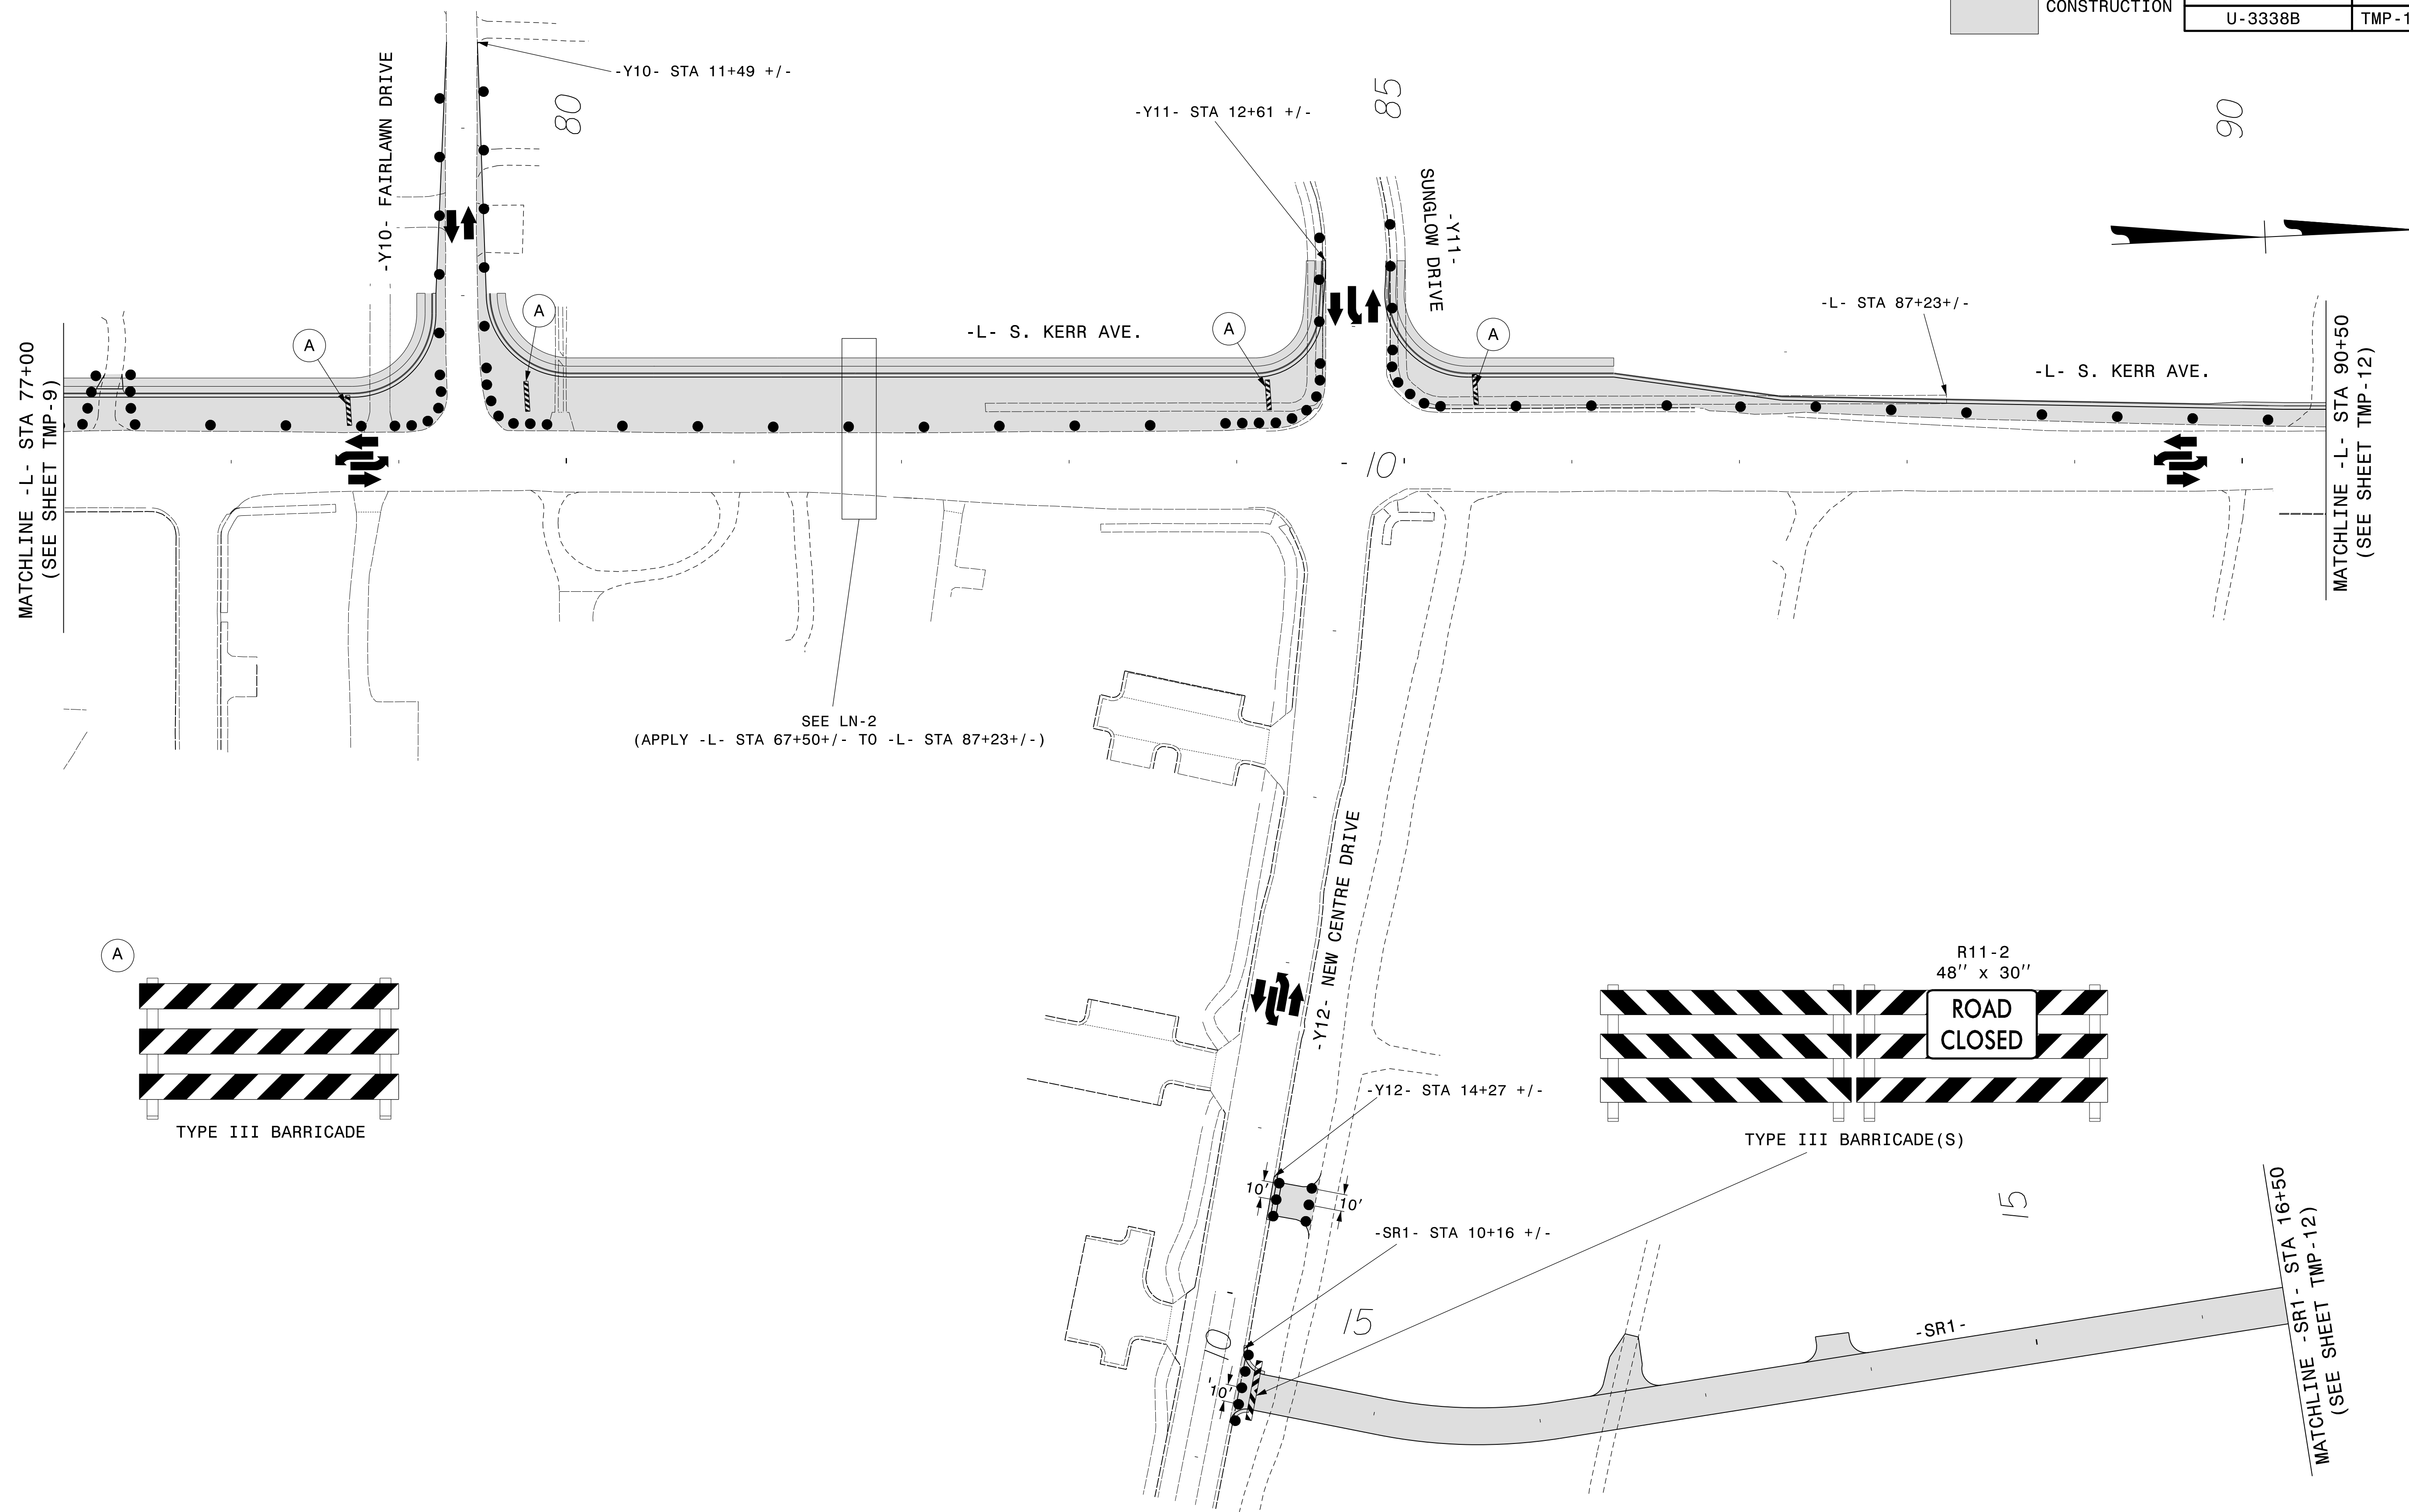 CONSTRUCTION
U-3338B
TMP-1
-Y10- STA 11+49 +/-
-Y10- FAIRLAWN DRIVE
80
-Y11- STA 12+61 +/-
85
90
-Y11-
SUNGLOW DRIVE
-L- STA 87+23+/-
A
A
A
A
-L- S. KERR AVE.
-L- S. KERR AVE.
MATCHLINE -L- STA 77+00
(SEE SHEET TMP-9)
MATCHLINE -L- STA 90+50
(SEE SHEET TMP-12)
10
SEE LN-2
(APPLY -L- STA 67+50+/- TO -L- STA 87+23+/-)
-Y12- NEW CENTRE DRIVE
A
TYPE III BARRICADE
R11-2
48" x 30"
ROAD
CLOSED
TYPE III BARRICADE(S)
-Y12- STA 14+27 +/-
10'
10'
-SR1- STA 10+16 +/-
15
15
10
10'
-SR1-
MATCHLINE -SR1- STA 16+50
(SEE SHEET TMP-12)